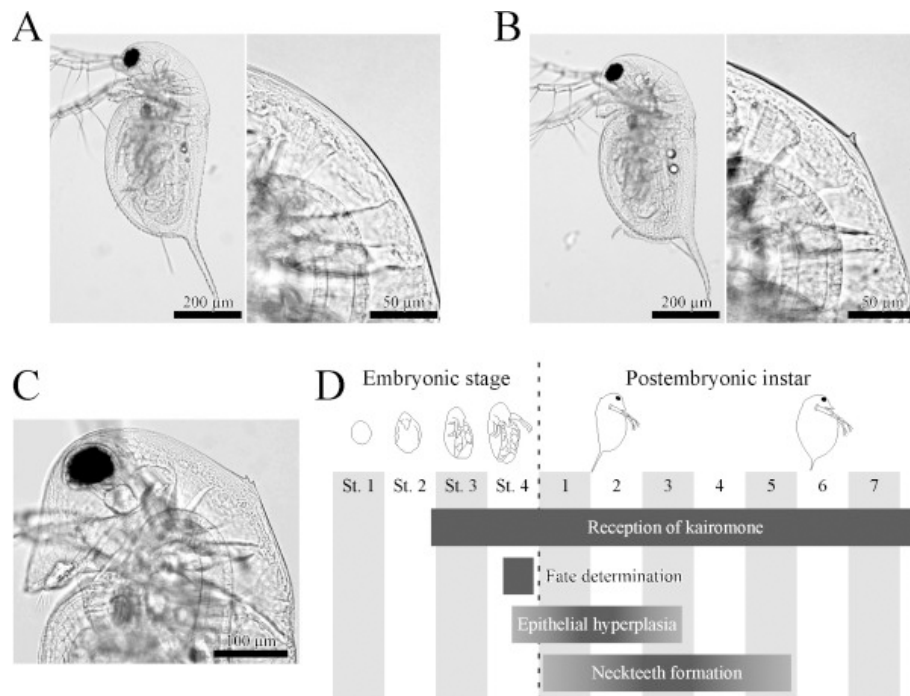 A
B
200 µm
50 µm
200 µm
50 µm
C
100 µm
D
Embryonic stage
Postembryonic instar
St. 1 St. 2 St. 3 St. 4 1 2 3 4 5 6 7
Reception of kairomone
Fate determination
Epithelial hyperplasia
Neckteeth formation